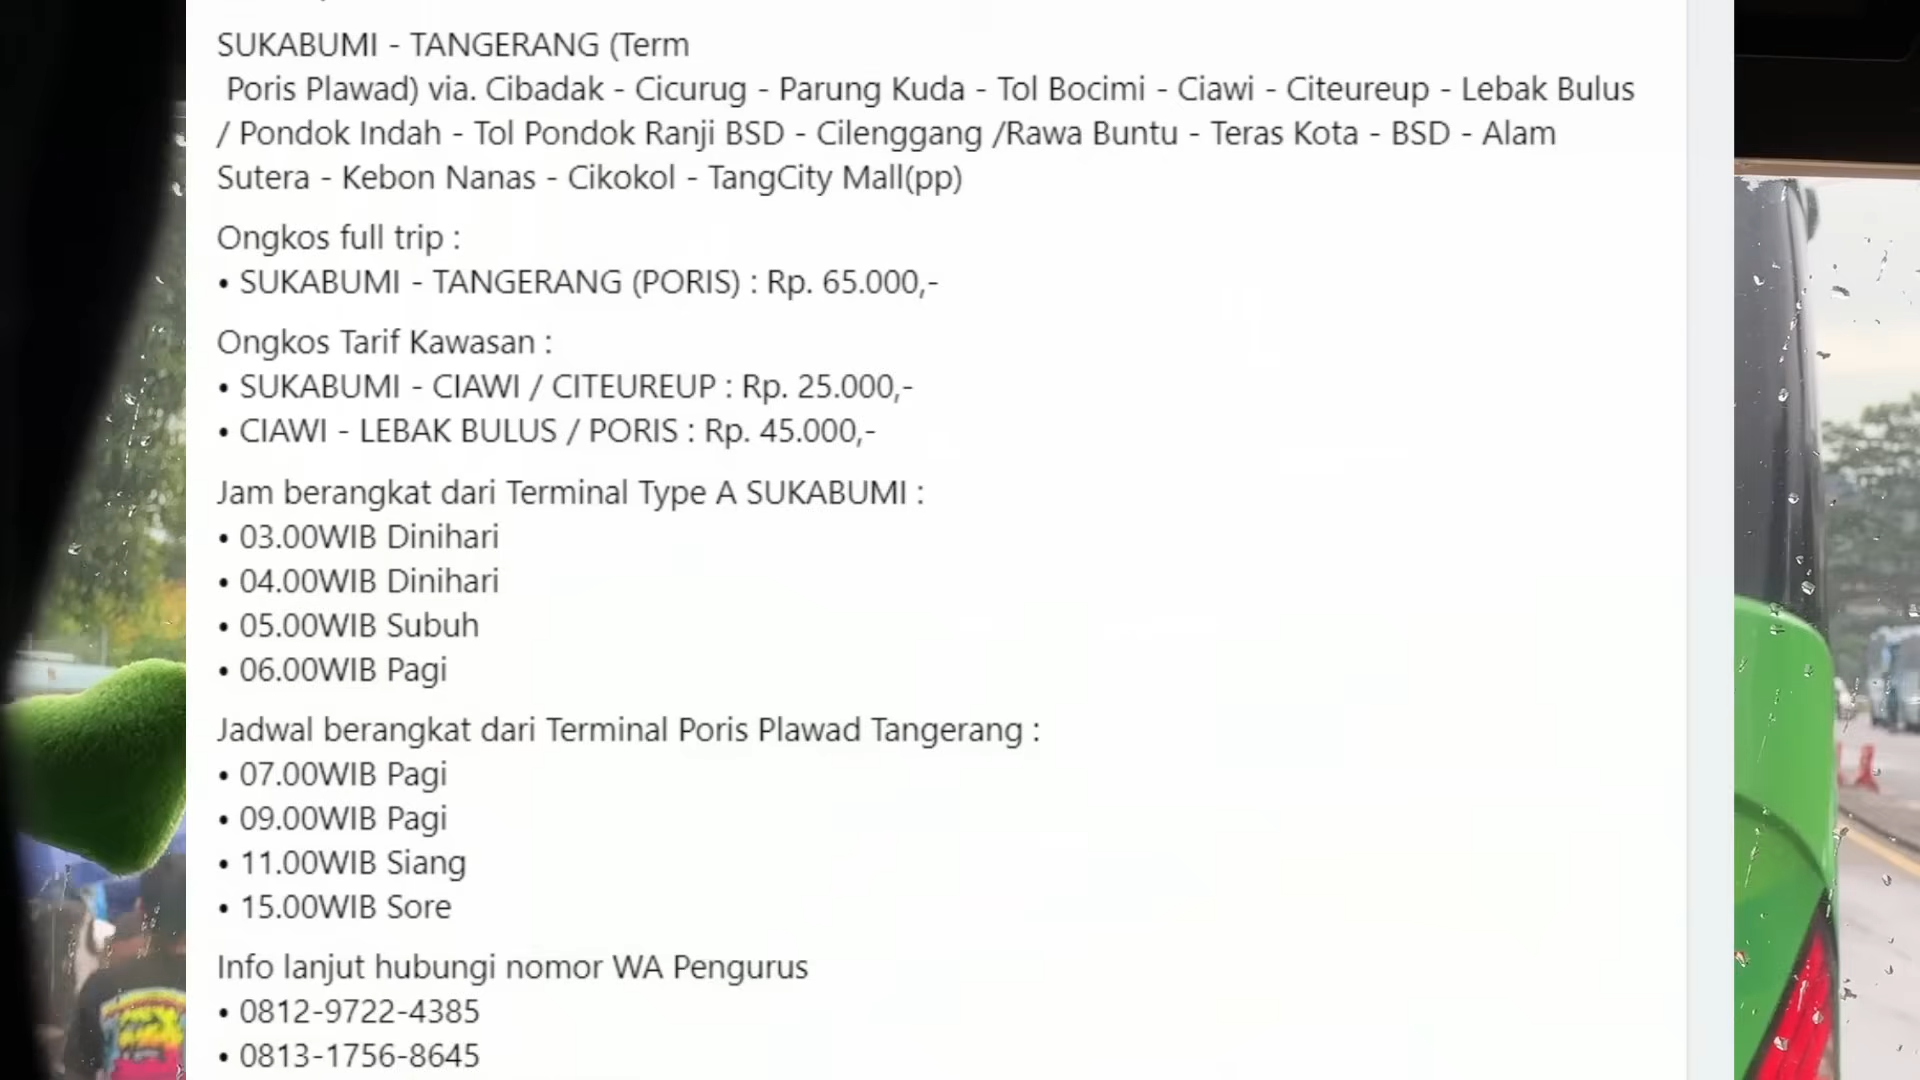 SUKABUMI - TANGERANG (Term
Poris Plawad) via. Cibadak - Cicurug - Parung Kuda - Tol Bocimi - Ciawi - Citeureup - Lebak Bulus
/ Pondok Indah - Tol Pondok Ranji BSD - Cilenggang /Rawa Buntu - Teras Kota - BSD - Alam
Sutera - Kebon Nanas - Cikokol - TangCity Mall(pp)
Ongkos full trip :
• SUKABUMI - TANGERANG (PORIS) : Rp. 65.000,-
Ongkos Tarif Kawasan :
• SUKABUMI - CIAWI / CITEUREUP : Rp. 25.000,-
• CIAWI - LEBAK BULUS / PORIS : Rp. 45.000,-
Jam berangkat dari Terminal Type A SUKABUMI :
• 03.00WIB Dinihari
• 04.00WIB Dinihari
• 05.00WIB Subuh
• 06.00WIB Pagi
Jadwal berangkat dari Terminal Poris Plawad Tangerang :
• 07.00WIB Pagi
• 09.00WIB Pagi
• 11.00WIB Siang
• 15.00WIB Sore
Info lanjut hubungi nomor WA Pengurus
• 0812-9722-4385
• 0813-1756-8645